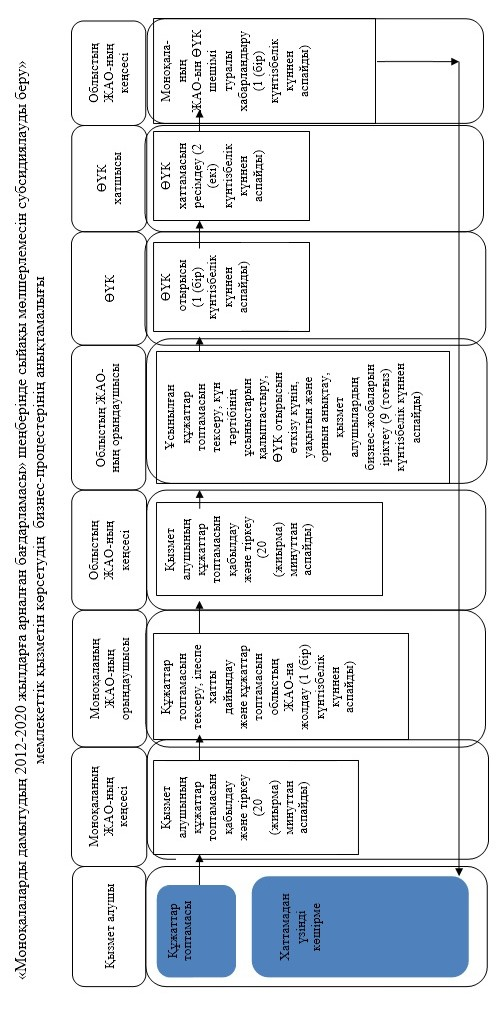 «Моноқалаларды дамытудың 2012-2020 жылдарға арналған бағдарламасы» шеңберінде сыйақы мөлшерлемесін субсидиялауды беру»
мемлекеттік қызметін көрсетудің бизнес-процестерінің анықтамалығы
Қызмет алушы
Құжаттар
топтамасы
Хаттамадан
үзінді
көшірме
Моноқаланың
ЖАО-ның
кеңсесі
Қызмет
алушының
құжаттар
топтамасын
қабылдау
және тіркеу
(20
(жиырма)
минуттан
аспайды)
Моноқаланың
ЖАО-ның
орындаушысы
Құжаттар
топтамасын
тексеру, ілеспе
хатты
дайындау
және құжаттар
топтамасын
облыстың
ЖАО-на
жолдау (1 (бір)
күнтізбелік
күннен
аспайды)
Облыстың
ЖАО-ның
кеңсесі
Қызмет
алушының
құжаттар
топтамасын
қабылдау
және тіркеу
(20
(жиырма)
минуттан
аспайды)
Облыстың ЖАО-
ның орындаушысы
Ұсынылған
құжаттар
топтамасын
тексеру, күн
тәртібінің
ұсыныстарын
қалыптастыру,
ӨҮК отырысын
өткізу күнін,
уақытын және
орнын анықтау,
қызмет
алушылардың
бизнес-жобаларын
іріктеу (9 (тоғыз)
күнтізбелік күннен
аспайды)
ӨҮК
ӨҮК
отырысы
(1 (бір)
күнтізбелік
күннен
аспайды)
ӨҮК
хатшысы
ӨҮК
хаттамасын
ресімдеу (2
(екі)
күнтізбелік
күннен
аспайды)
Облыстың
ЖАО-ның
кеңсесі
Моноқала-
ның
ЖАО-ын ӨҮК
шешімі
туралы
хабарландыру
(1 (бір)
күнтізбелік
күннен
аспайды)